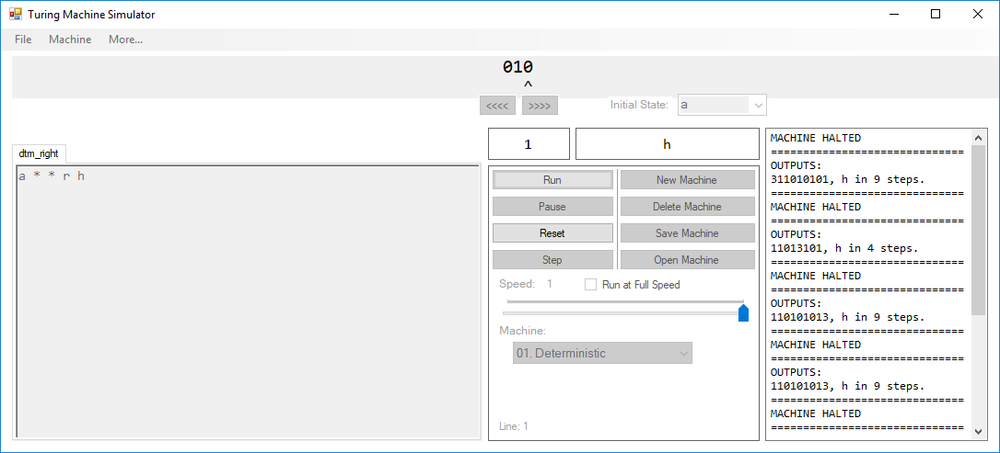 Turing Machine Simulator
File Machine More...
010
^
<<<< >>>> Initial State: a
dtm_right
a * * r h
1 h
Run New Machine
Pause Delete Machine
Reset Save Machine
Step Open Machine
Speed: 1 Run at Full Speed
Machine:
01. Deterministic
Line: 1
MACHINE HALTED
==============================
OUTPUTS:
311010101, h in 9 steps.
==============================
MACHINE HALTED
==============================
OUTPUTS:
11013101, h in 4 steps.
==============================
MACHINE HALTED
==============================
OUTPUTS:
110101013, h in 9 steps.
==============================
MACHINE HALTED
==============================
OUTPUTS:
110101013, h in 9 steps.
==============================
MACHINE HALTED
==============================